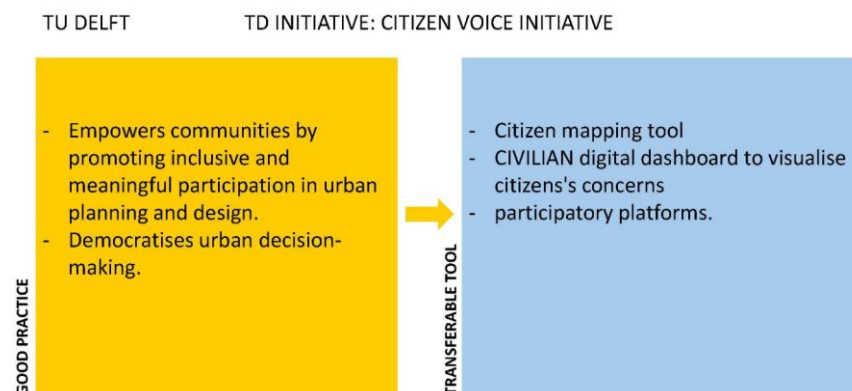 TU DELFT TD INITIATIVE: CITIZEN VOICE INITIATIVE
GOOD PRACTICE
- Empowers communities by
promoting inclusive and
meaningful participation in urban
planning and design.
- Democratises urban decision-
making.
TRANSFERABLE TOOL
- Citizen mapping tool
- CIVILIAN digital dashboard to visualise
citizens's concerns
- participatory platforms.